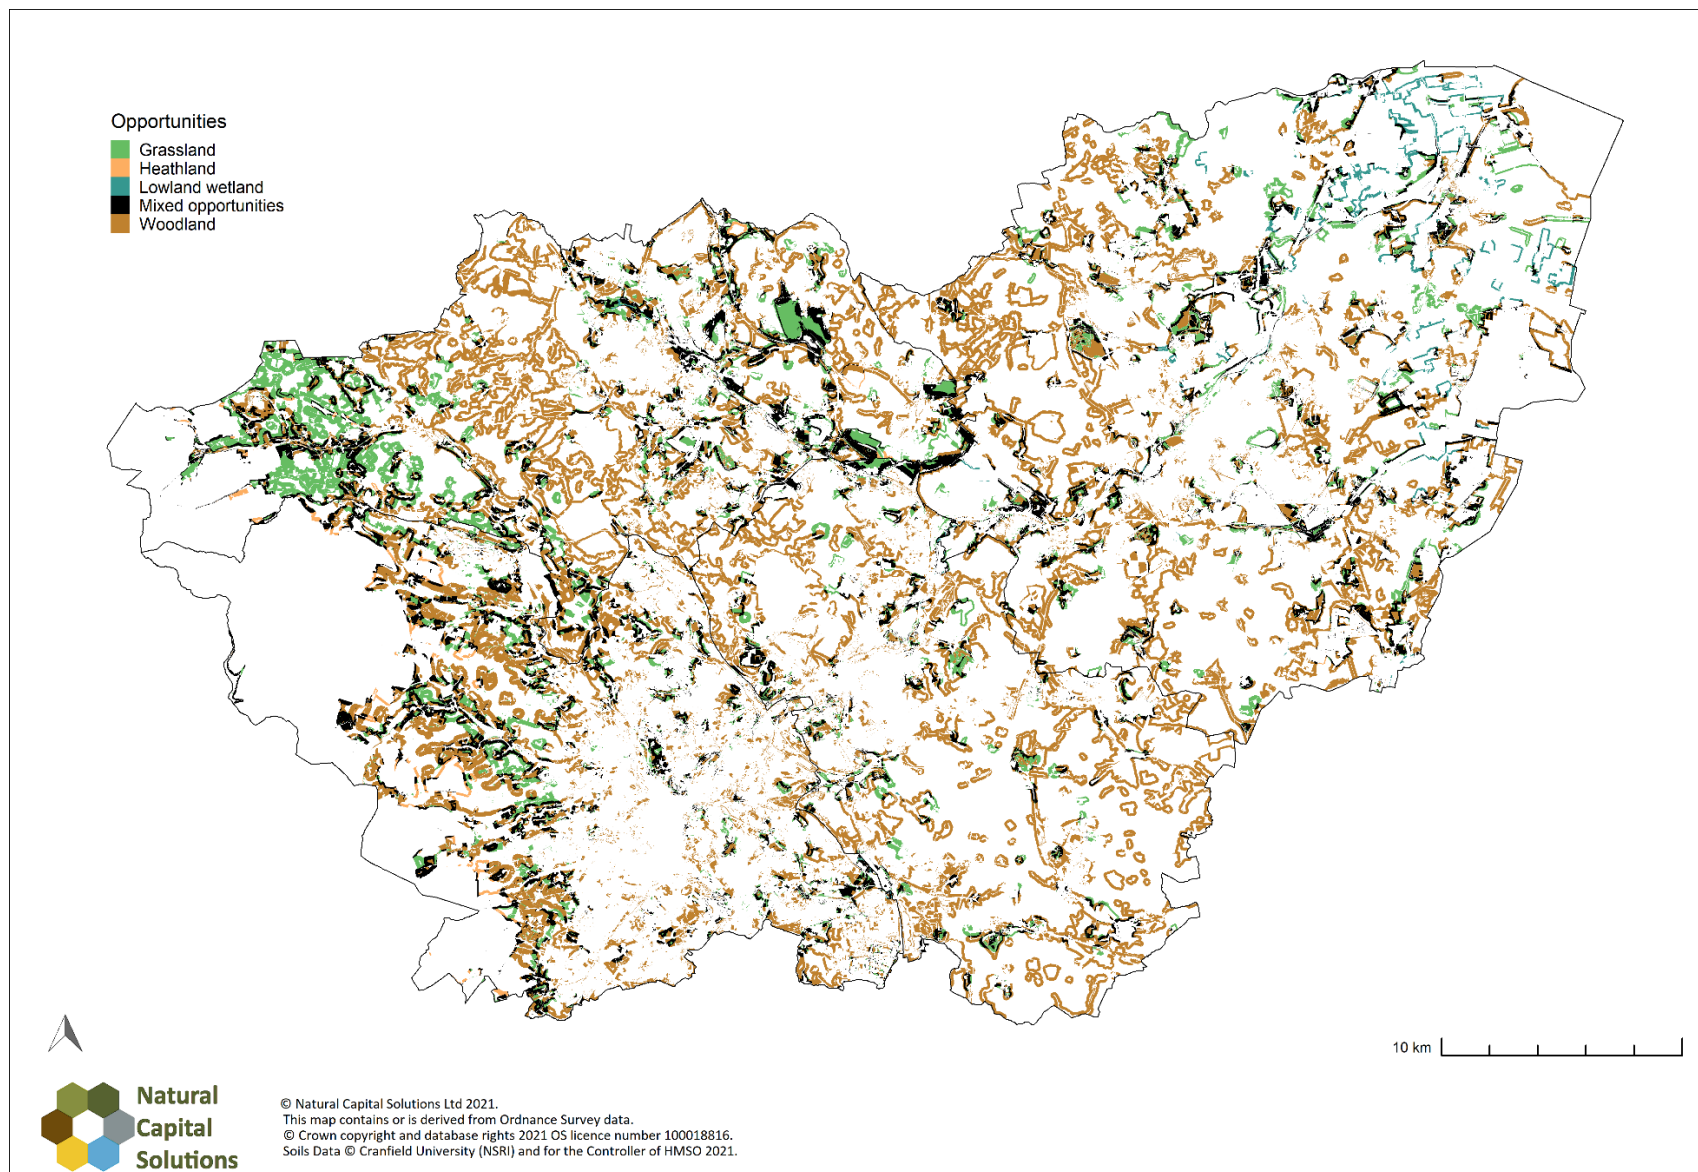 Opportunities
Grassland
Heathland
Lowland wetland
Mixed opportunities
Woodland
10 km
Natural
Capital
Solutions
© Natural Capital Solutions Ltd 2021.
This map contains or is derived from Ordnance Survey data.
© Crown copyright and database rights 2021 OS licence number 100018816.
Soils Data © Cranfield University (NSRI) and for the Controller of HMSO 2021.